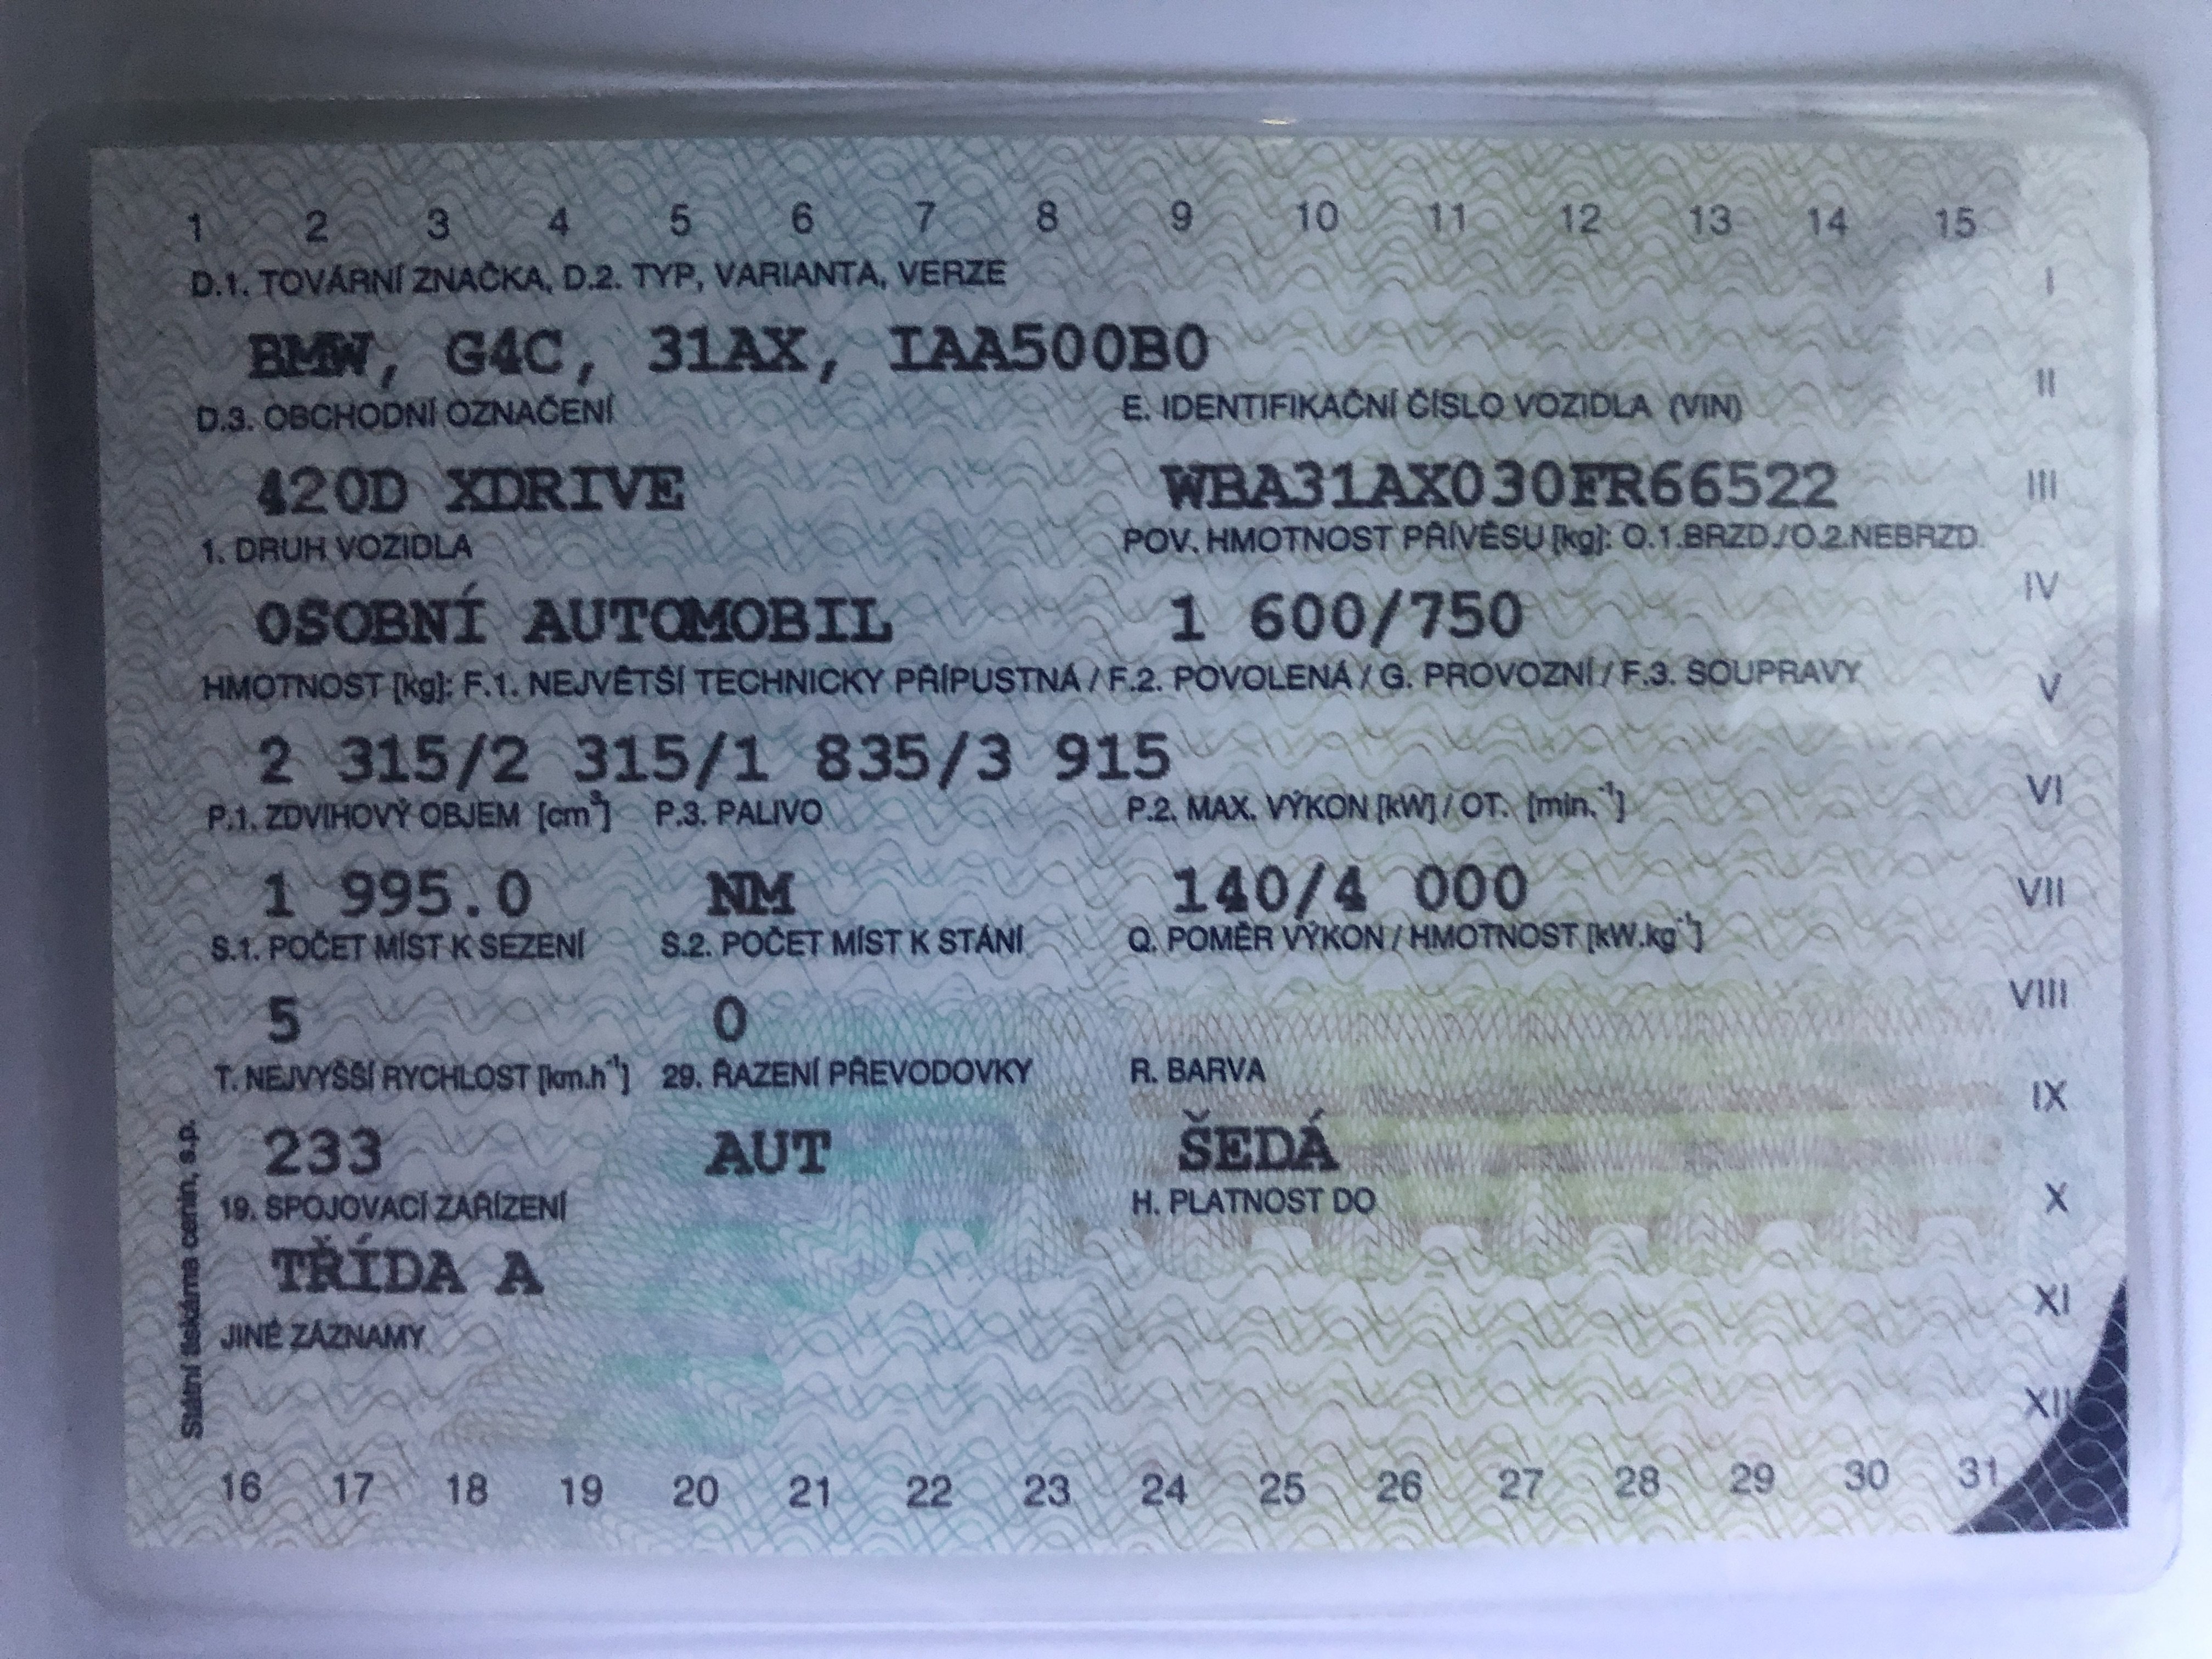 1 2 3 4 5 6 7 8 9 10 11 12 13 14 15
D.1. TOVÁRNÍ ZNAČKA, D.2. TYP, VARIANTA, VERZE
I
BMW, G4C, 31AX, IAA500B0
II
D.3. OBCHODNÍ OZNAČENÍ E. IDENTIFIKAČNÍ ČÍSLO VOZIDLA (VIN)
420D XDRIVE WBA31AX030FR66522
III
1. DRUH VOZIDLA POV. HMOTNOST PŘÍVĚSU [kg]: O.1.BRZD./O.2.NEBRZD.
IV
OSOBNÍ AUTOMOBIL 1 600/750
HMOTNOST [kg]: F.1. NEJVĚTŠÍ TECHNICKY PŘÍPUSTNÁ / F.2. POVOLENÁ / G. PROVOZNÍ / F.3. SOUPRAVY
V
2 315/2 315/1 835/3 915
VI
P.1. ZDVIHOVÝ OBJEM [cm³] P.3. PALIVO P.2. MAX. VÝKON [kW] / OT. [min.⁻¹]
1 995.0 NM 140/4 000
VII
S.1. POČET MÍST K SEZENÍ S.2. POČET MÍST K STÁNÍ Q. POMĚR VÝKON / HMOTNOST [kW.kg⁻¹]
VIII
5 0
T. NEJVYŠŠÍ RYCHLOST [km.h⁻¹] 29. ŘAZENÍ PŘEVODOVKY R. BARVA
IX
233 AUT ŠEDÁ
X
19. SPOJOVACÍ ZAŘÍZENÍ H. PLATNOST DO
TŘÍDA A
XI
JINÉ ZÁZNAMY
XII
16 17 18 19 20 21 22 23 24 25 26 27 28 29 30 31
Státní tiskárna cenin, s.p.